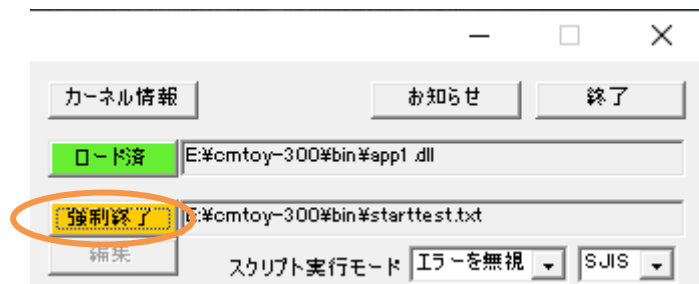 カーネル情報 お知らせ 終了
ロード済 E:¥cmtoy-300¥bin¥app1.dll
強制終了 E:¥cmtoy-300¥bin¥starttest.txt
編集 スクリプト実行モード エラーを無視 SJIS